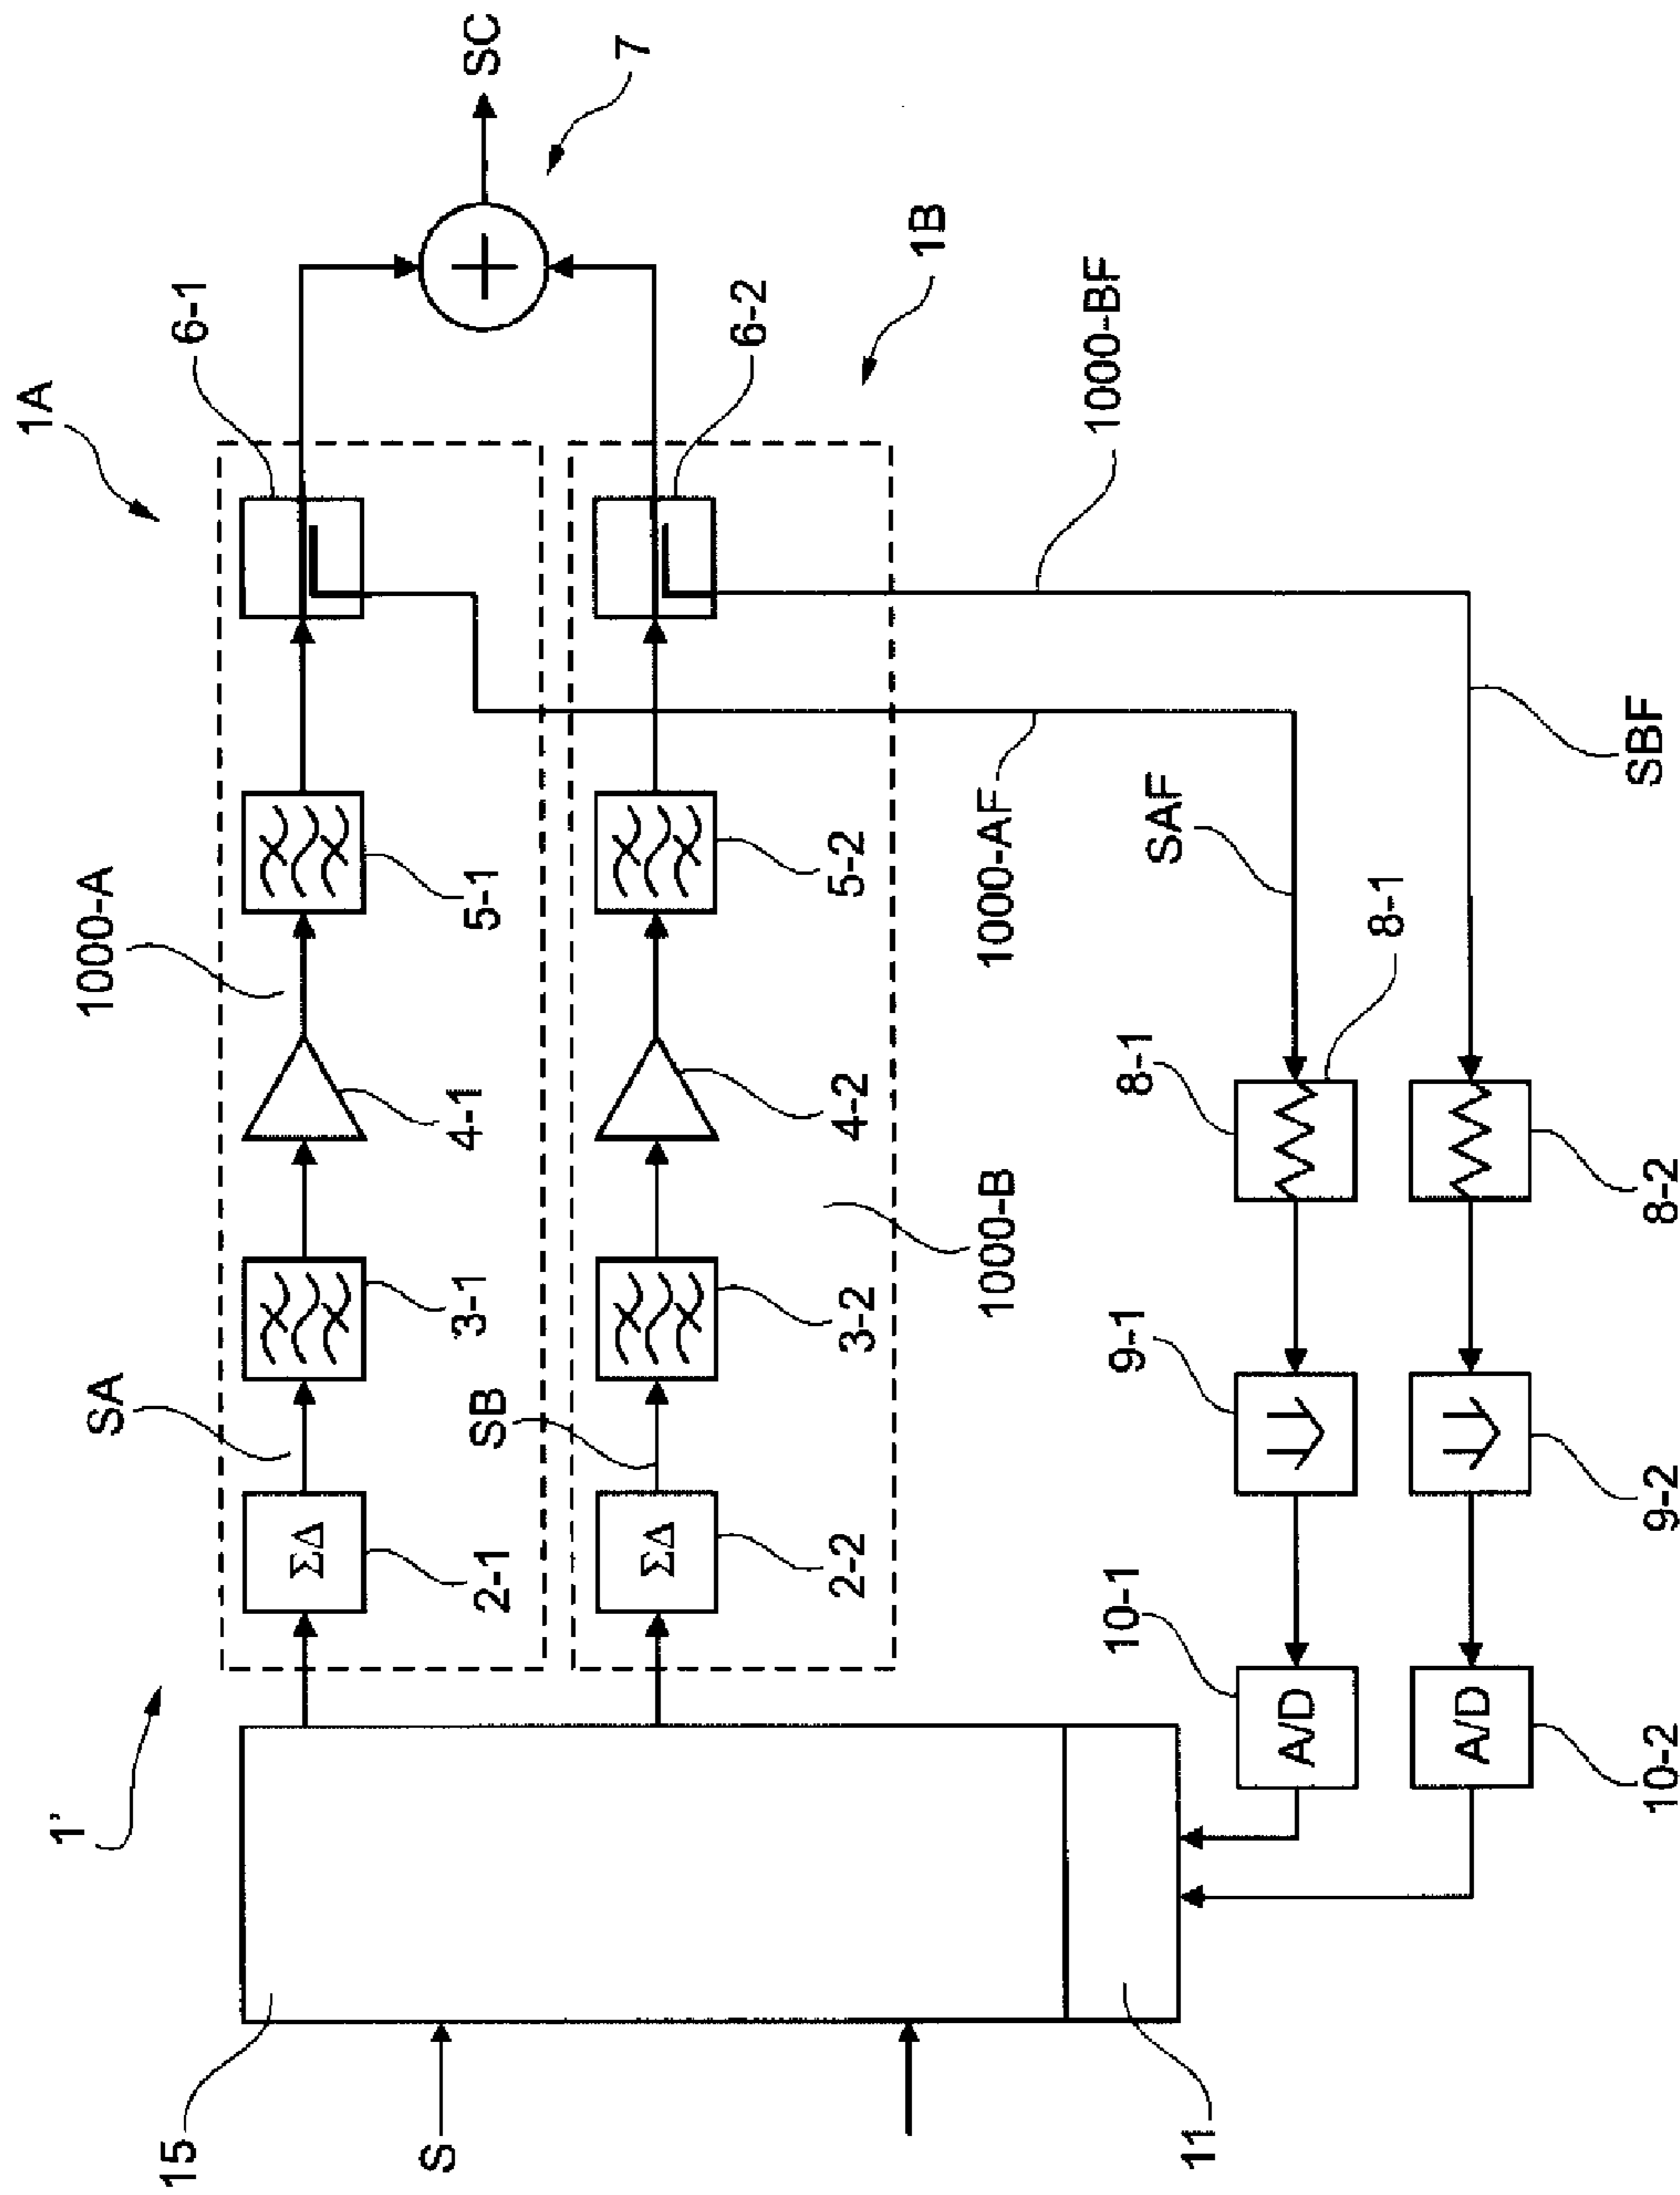 1'
1A
SC
7
6-1
1000-A
5-1
4-1
SA
3-1
ΣΔ
2-1
15
S
1B
6-2
1000-BF
5-2
4-2
1000-B
SB
3-2
ΣΔ
2-2
1000-AF
SAF
SBF
8-1
8-1
9-1
10-1
A/D
11
8-2
9-2
A/D
10-2